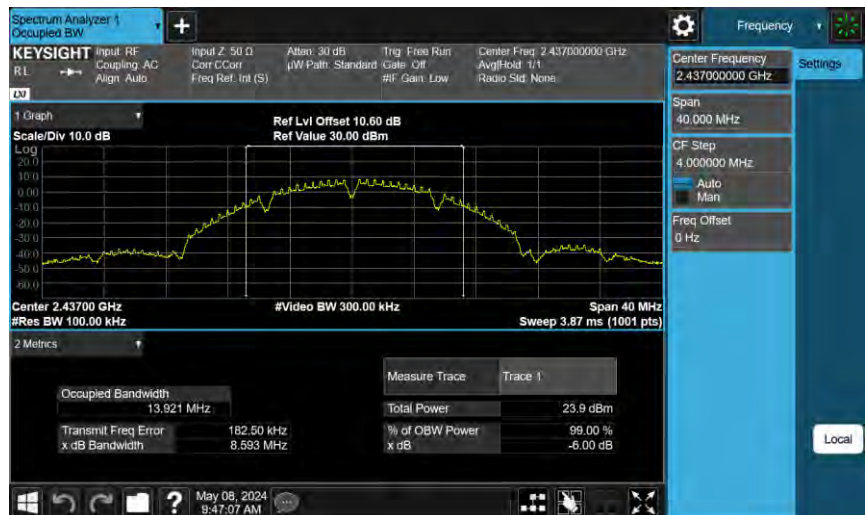 Spectrum Analyzer 1
Occupied BW
Frequency
KEYSIGHT
RL
LXI
Input: RF
Coupling: AC
Align: Auto
Input Z: 50 Ω
Corr CCorr
Freq Ref: Int (S)
Atten: 30 dB
µW Path: Standard
Trig: Free Run
Gate: Off
#IF Gain: Low
Center Freq: 2.437000000 GHz
Avg|Hold: 1/1
Radio Std: None
Center Frequency
2.437000000 GHz
Settings
Span
40.000 MHz
CF Step
4.000000 MHz
Auto
Man
Freq Offset
0 Hz
1 Graph
Scale/Div 10.0 dB
Ref Lvl Offset 10.60 dB
Ref Value 30.00 dBm
Log
20.0
10.0
0.00
-10.0
-20.0
-30.0
-40.0
-50.0
-60.0
Center 2.43700 GHz
#Video BW 300.00 kHz
Span 40 MHz
#Res BW 100.00 kHz
Sweep 3.87 ms (1001 pts)
2 Metrics
Measure Trace Trace 1
Occupied Bandwidth
13.921 MHz
Total Power 23.9 dBm
Transmit Freq Error 182.50 kHz
% of OBW Power 99.00 %
x dB Bandwidth 8.593 MHz
x dB -6.00 dB
Local
?
May 08, 2024
9:47:07 AM